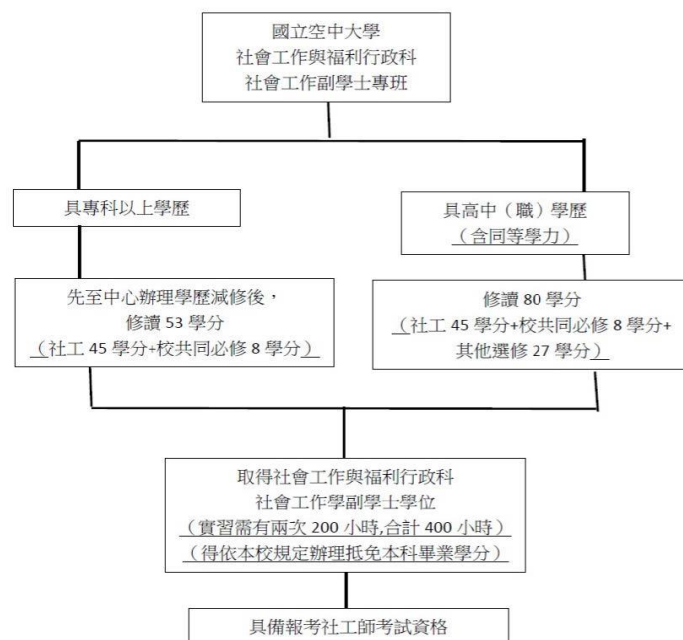 國立空中大學
社會工作與福利行政科
社會工作副學士專班
具專科以上學歷
具高中（職）學歷
（含同等學力）
先至中心辦理學歷減修後，
修讀 53 學分
（社工 45 學分+校共同必修 8 學分）
修讀 80 學分
（社工 45 學分+校共同必修 8 學分+
其他選修 27 學分）
取得社會工作與福利行政科
社會工作學副學士學位
（實習需有兩次 200 小時,合計 400 小時）
（得依本校規定辦理抵免本科畢業學分）
具備報考社工師考試資格